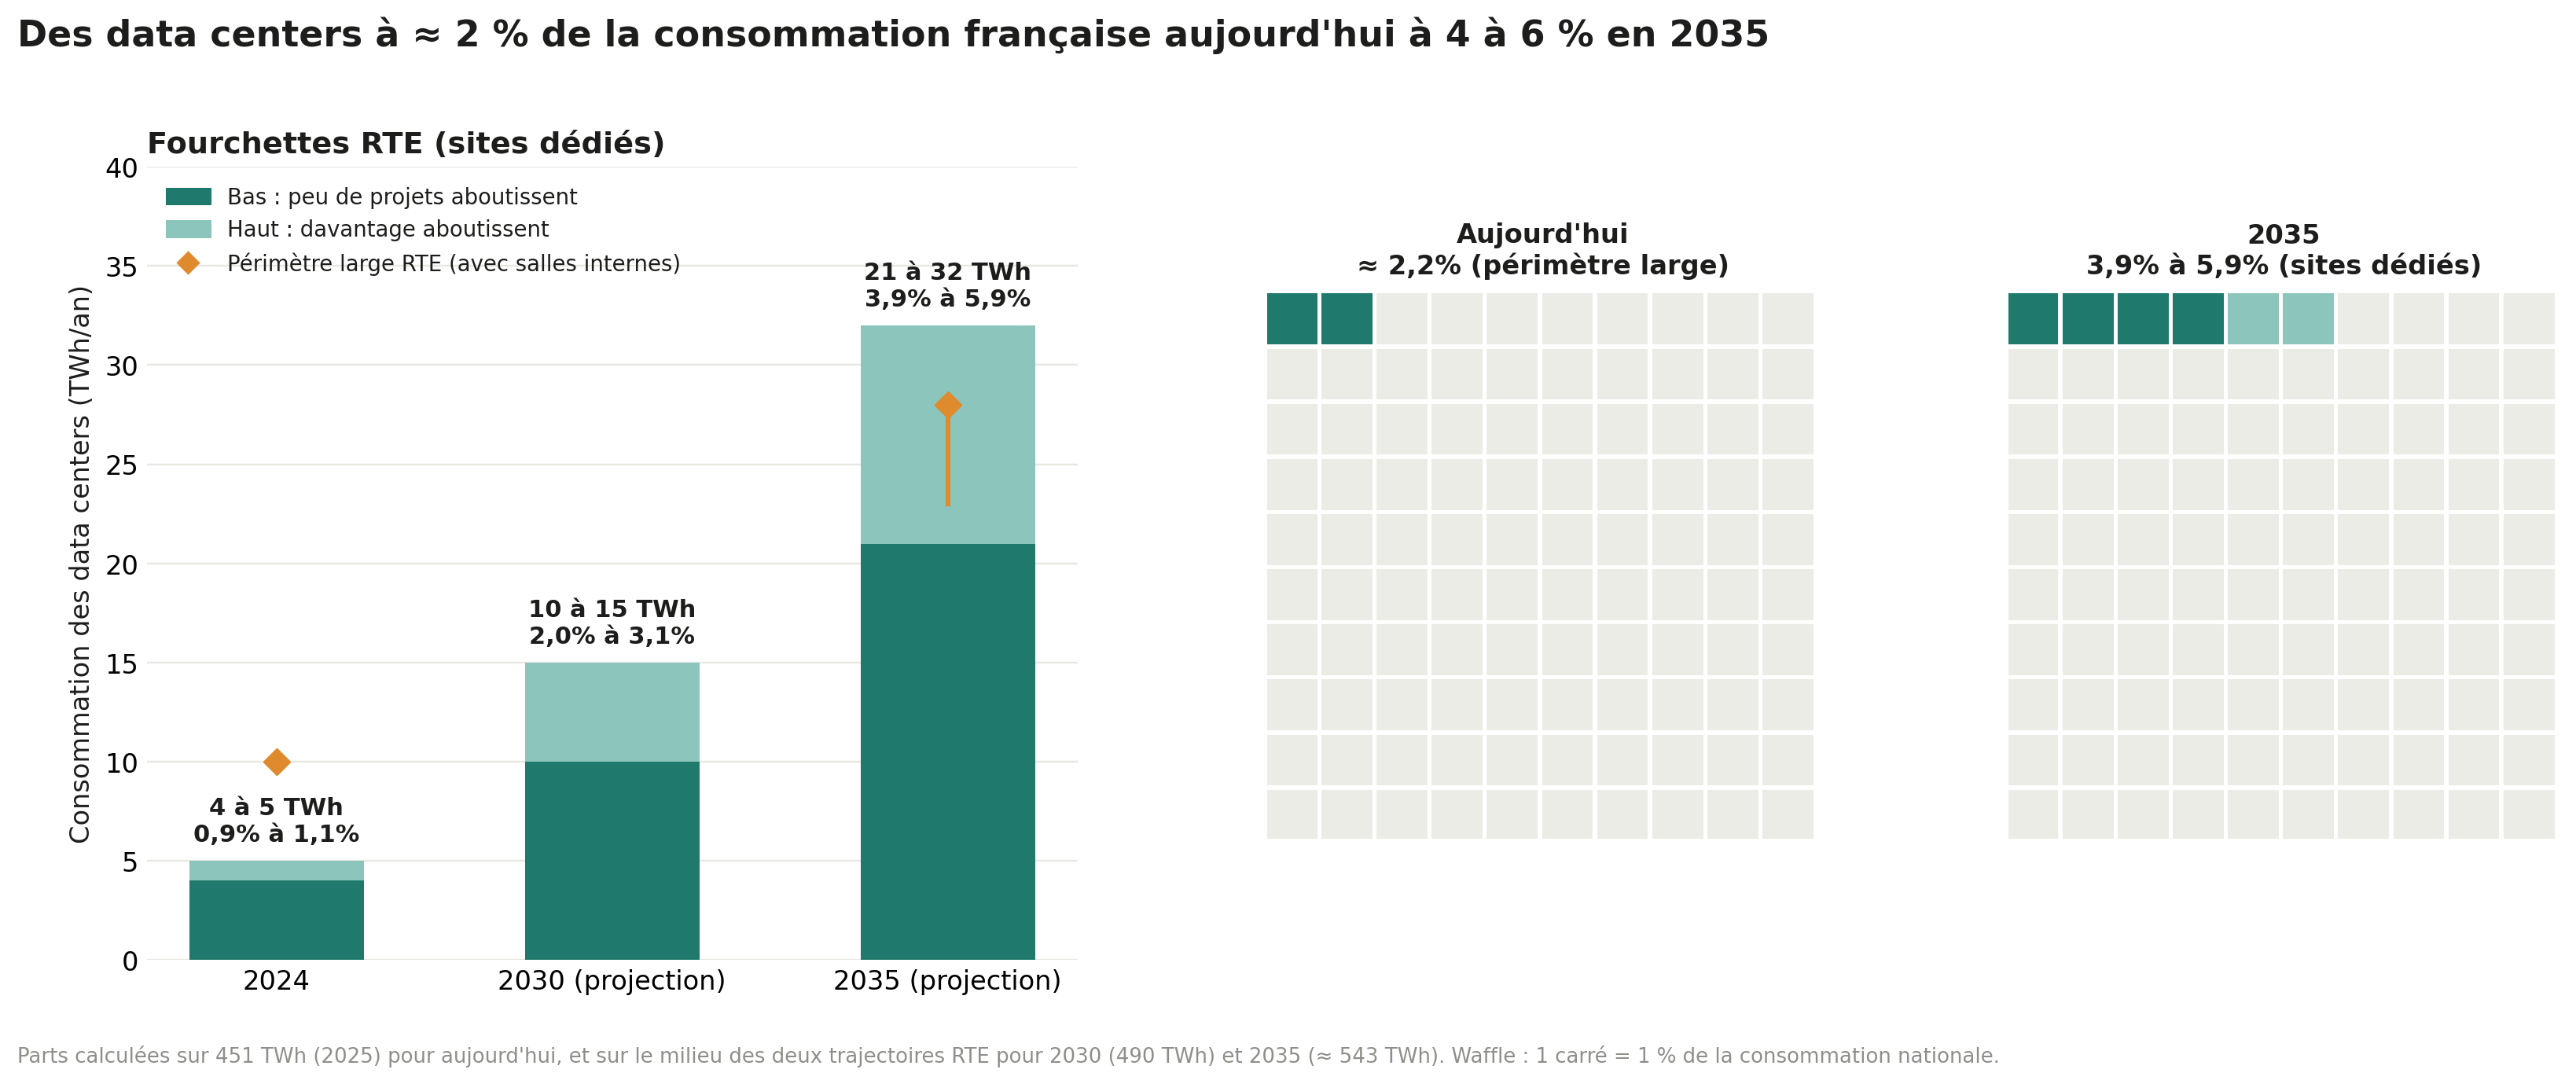 Des data centers à ≈ 2 % de la consommation française aujourd'hui à 4 à 6 % en 2035
Fourchettes RTE (sites dédiés)
Consommation des data centers (TWh/an)
40
35
30
25
20
15
10
5
0
Bas : peu de projets aboutissent
Haut : davantage aboutissent
Périmètre large RTE (avec salles internes)
4 à 5 TWh
0,9% à 1,1%
10 à 15 TWh
2,0% à 3,1%
21 à 32 TWh
3,9% à 5,9%
2024
2030 (projection)
2035 (projection)
Aujourd'hui
≈ 2,2% (périmètre large)
2035
3,9% à 5,9% (sites dédiés)
Parts calculées sur 451 TWh (2025) pour aujourd'hui, et sur le milieu des deux trajectoires RTE pour 2030 (490 TWh) et 2035 (≈ 543 TWh). Waffle : 1 carré = 1 % de la consommation nationale.